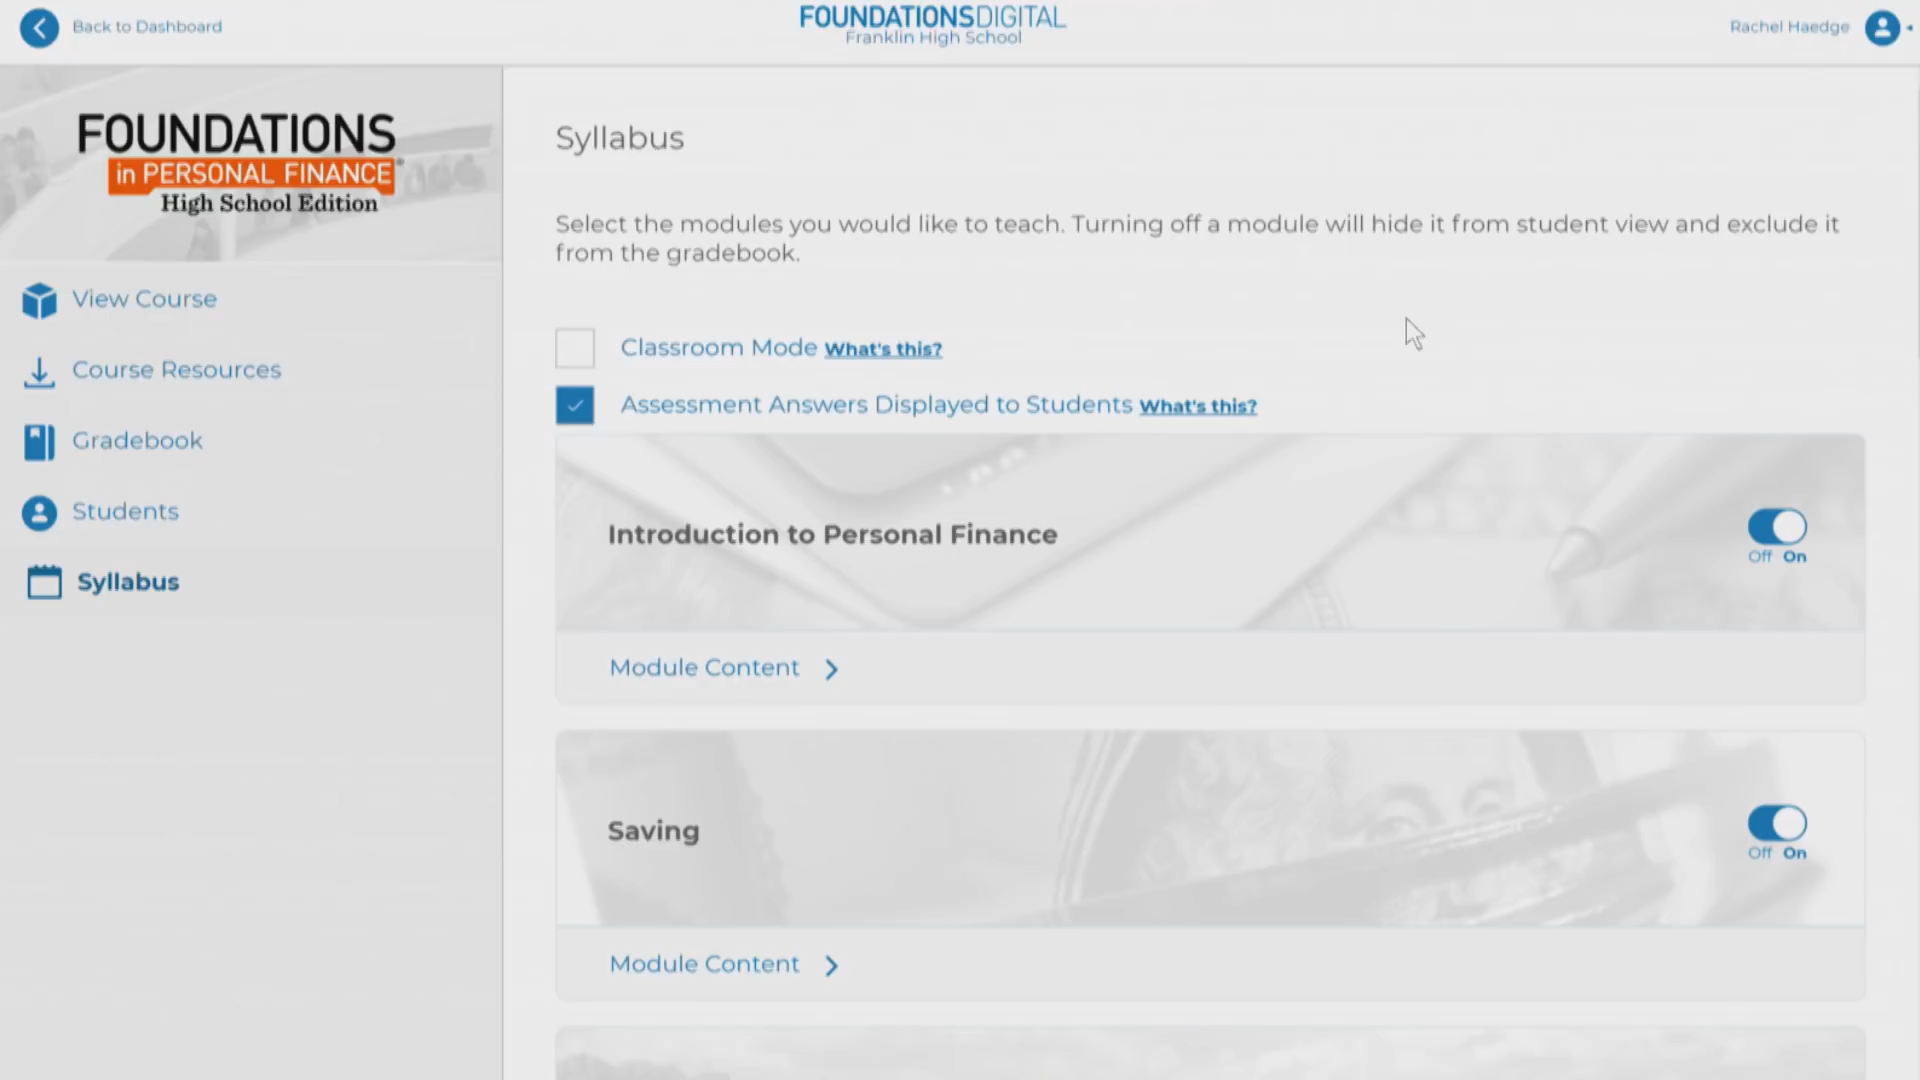 Back to Dashboard
FOUNDATIONSDIGITAL
Franklin High School
Rachel Haedge
FOUNDATIONS
in PERSONAL FINANCE
High School Edition
View Course
Course Resources
Gradebook
Students
Syllabus
Syllabus
Select the modules you would like to teach. Turning off a module will hide it from student view and exclude it
from the gradebook.
Classroom Mode What's this?
Assessment Answers Displayed to Students What's this?
Introduction to Personal Finance
Off On
Module Content
Saving
Off On
Module Content